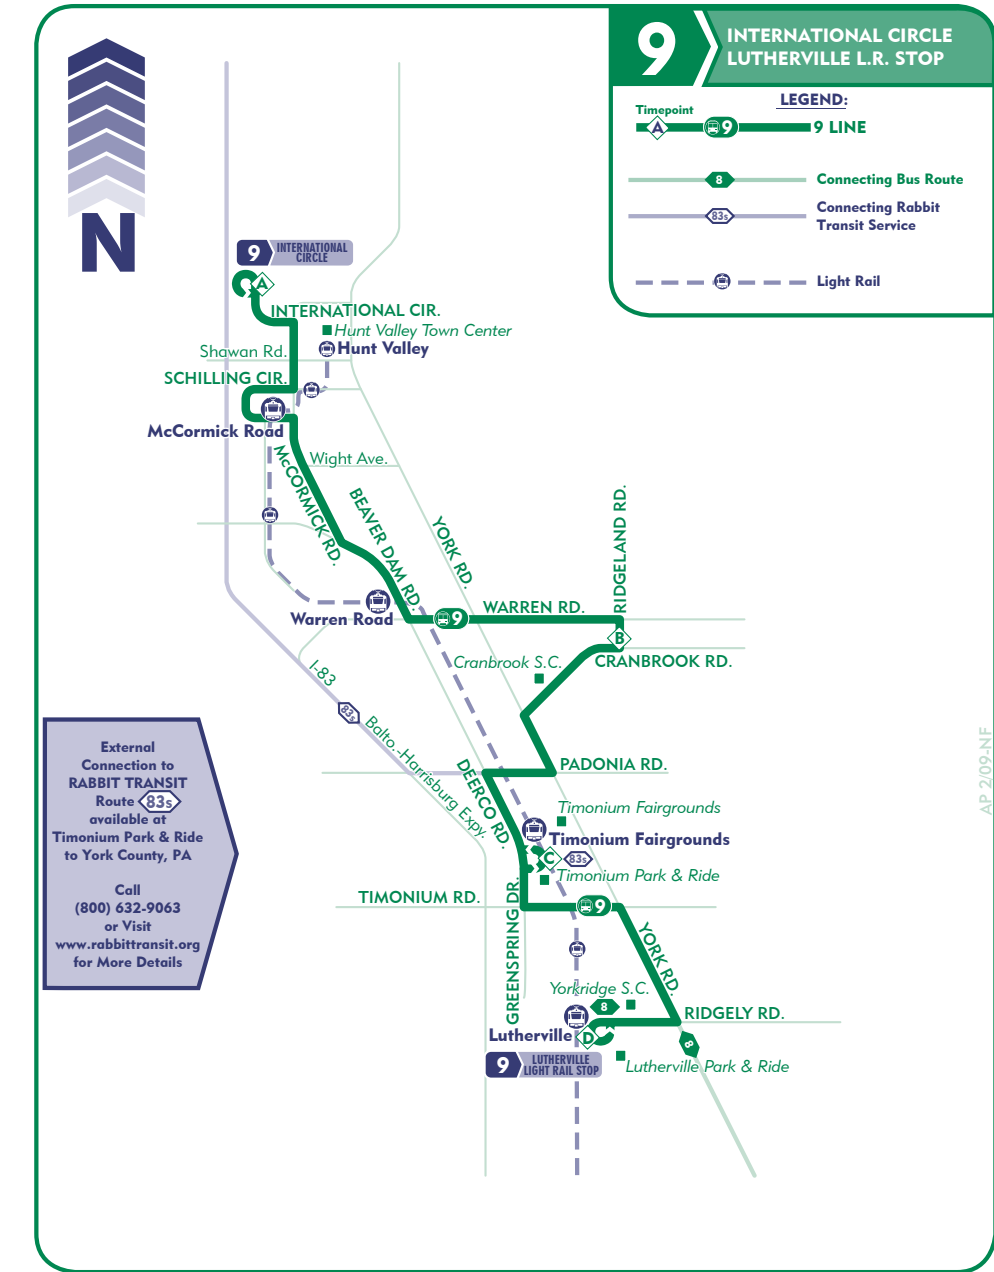 9
INTERNATIONAL CIRCLE
LUTHERVILLE L.R. STOP
LEGEND:
Timepoint
A
9
9 LINE
8
Connecting Bus Route
83s
Connecting Rabbit
Transit Service
Light Rail
N
9
INTERNATIONAL
CIRCLE
A
INTERNATIONAL CIR.
Hunt Valley Town Center
Hunt Valley
Shawan Rd.
SCHILLING CIR.
McCormick Road
McCORMICK RD.
Wight Ave.
BEAVER DAM RD.
YORK RD.
RIDGELAND RD.
Warren Road
9
WARREN RD.
B
CRANBROOK RD.
Cranbrook S.C.
I-83
83s
Balto.-Harrisburg Expy.
DEERCO RD.
PADONIA RD.
Timonium Fairgrounds
Timonium Fairgrounds
C
83s
Timonium Park & Ride
TIMONIUM RD.
GREENSPRING DR.
9
YORK RD.
Yorkridge S.C.
8
RIDGELY RD.
Lutherville
D
8
9
LUTHERVILLE
LIGHT RAIL STOP
Lutherville Park & Ride
External
Connection to
RABBIT TRANSIT
Route 83s
available at
Timonium Park & Ride
to York County, PA
Call
(800) 632-9063
or Visit
www.rabbittransit.org
for More Details
AP 2/09-NF